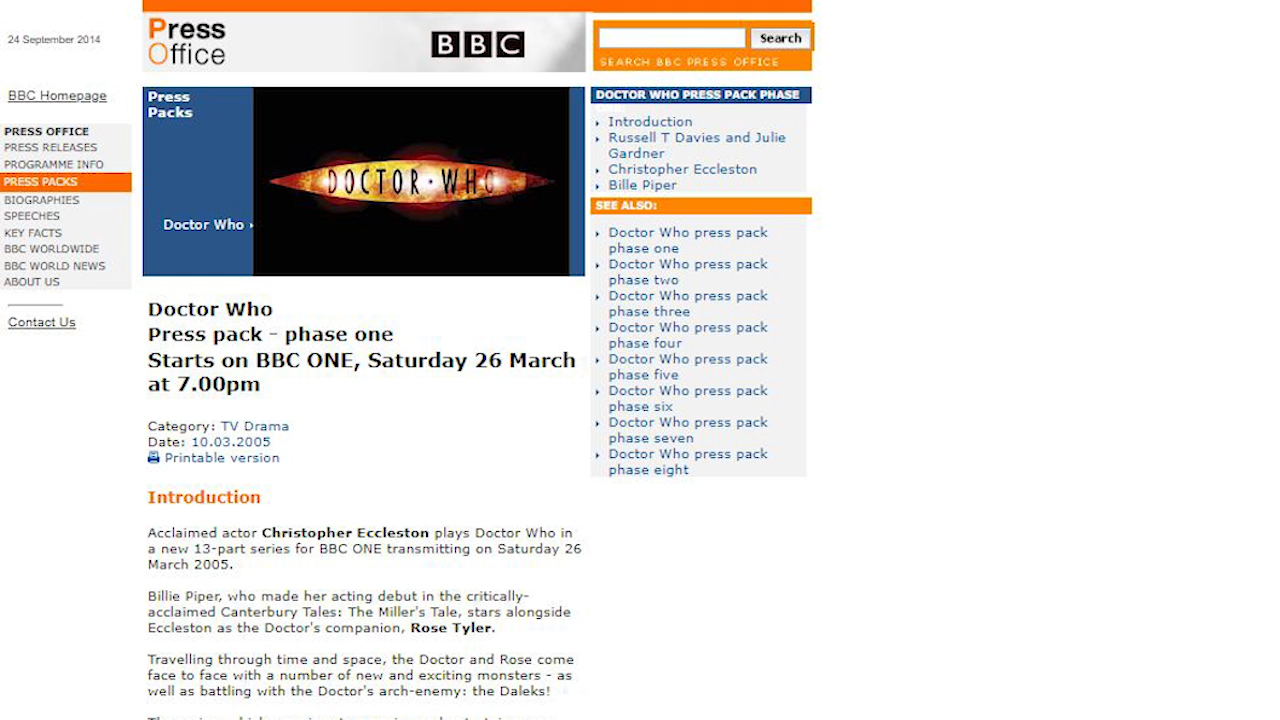 24 September 2014
Press
Office
BBC
Search
SEARCH BBC PRESS OFFICE
BBC Homepage
PRESS OFFICE
PRESS RELEASES
PROGRAMME INFO
PRESS PACKS
BIOGRAPHIES
SPEECHES
KEY FACTS
BBC WORLDWIDE
BBC WORLD NEWS
ABOUT US
Contact Us
Press
Packs
Doctor Who
DOCTOR·WHO
Doctor Who
Press pack - phase one
Starts on BBC ONE, Saturday 26 March
at 7.00pm
Category: TV Drama
Date: 10.03.2005
Printable version
Introduction
Acclaimed actor Christopher Eccleston plays Doctor Who in
a new 13-part series for BBC ONE transmitting on Saturday 26
March 2005.
Billie Piper, who made her acting debut in the critically-
acclaimed Canterbury Tales: The Miller's Tale, stars alongside
Eccleston as the Doctor's companion, Rose Tyler.
Travelling through time and space, the Doctor and Rose come
face to face with a number of new and exciting monsters - as
well as battling with the Doctor's arch-enemy: the Daleks!
DOCTOR WHO PRESS PACK PHASE
Introduction
Russell T Davies and Julie
Gardner
Christopher Eccleston
Bille Piper
SEE ALSO:
Doctor Who press pack
phase one
Doctor Who press pack
phase two
Doctor Who press pack
phase three
Doctor Who press pack
phase four
Doctor Who press pack
phase five
Doctor Who press pack
phase six
Doctor Who press pack
phase seven
Doctor Who press pack
phase eight